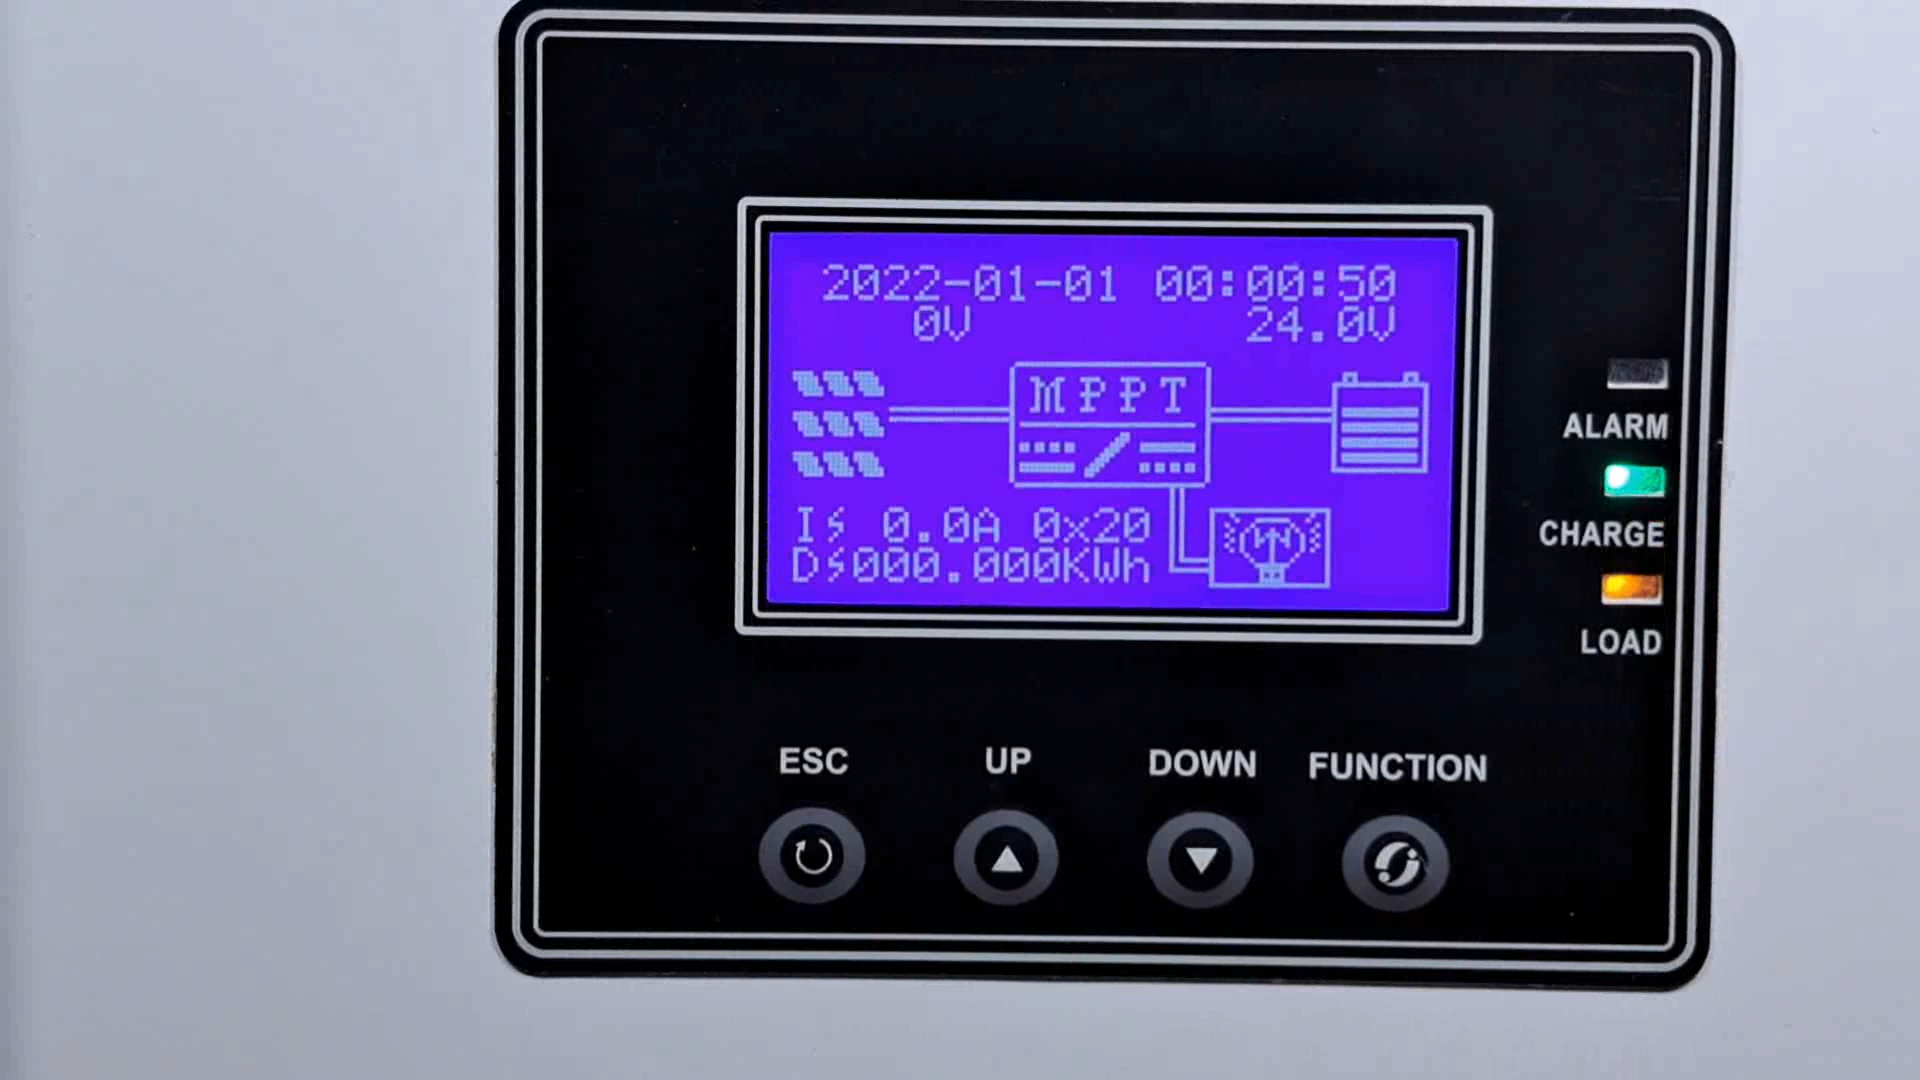 2022-01-01 00:00:50
0V 24.0V
MPPT
I⚡ 0.0A 0x20
D⚡000.000KWh
ALARM
CHARGE
LOAD
ESC UP DOWN FUNCTION